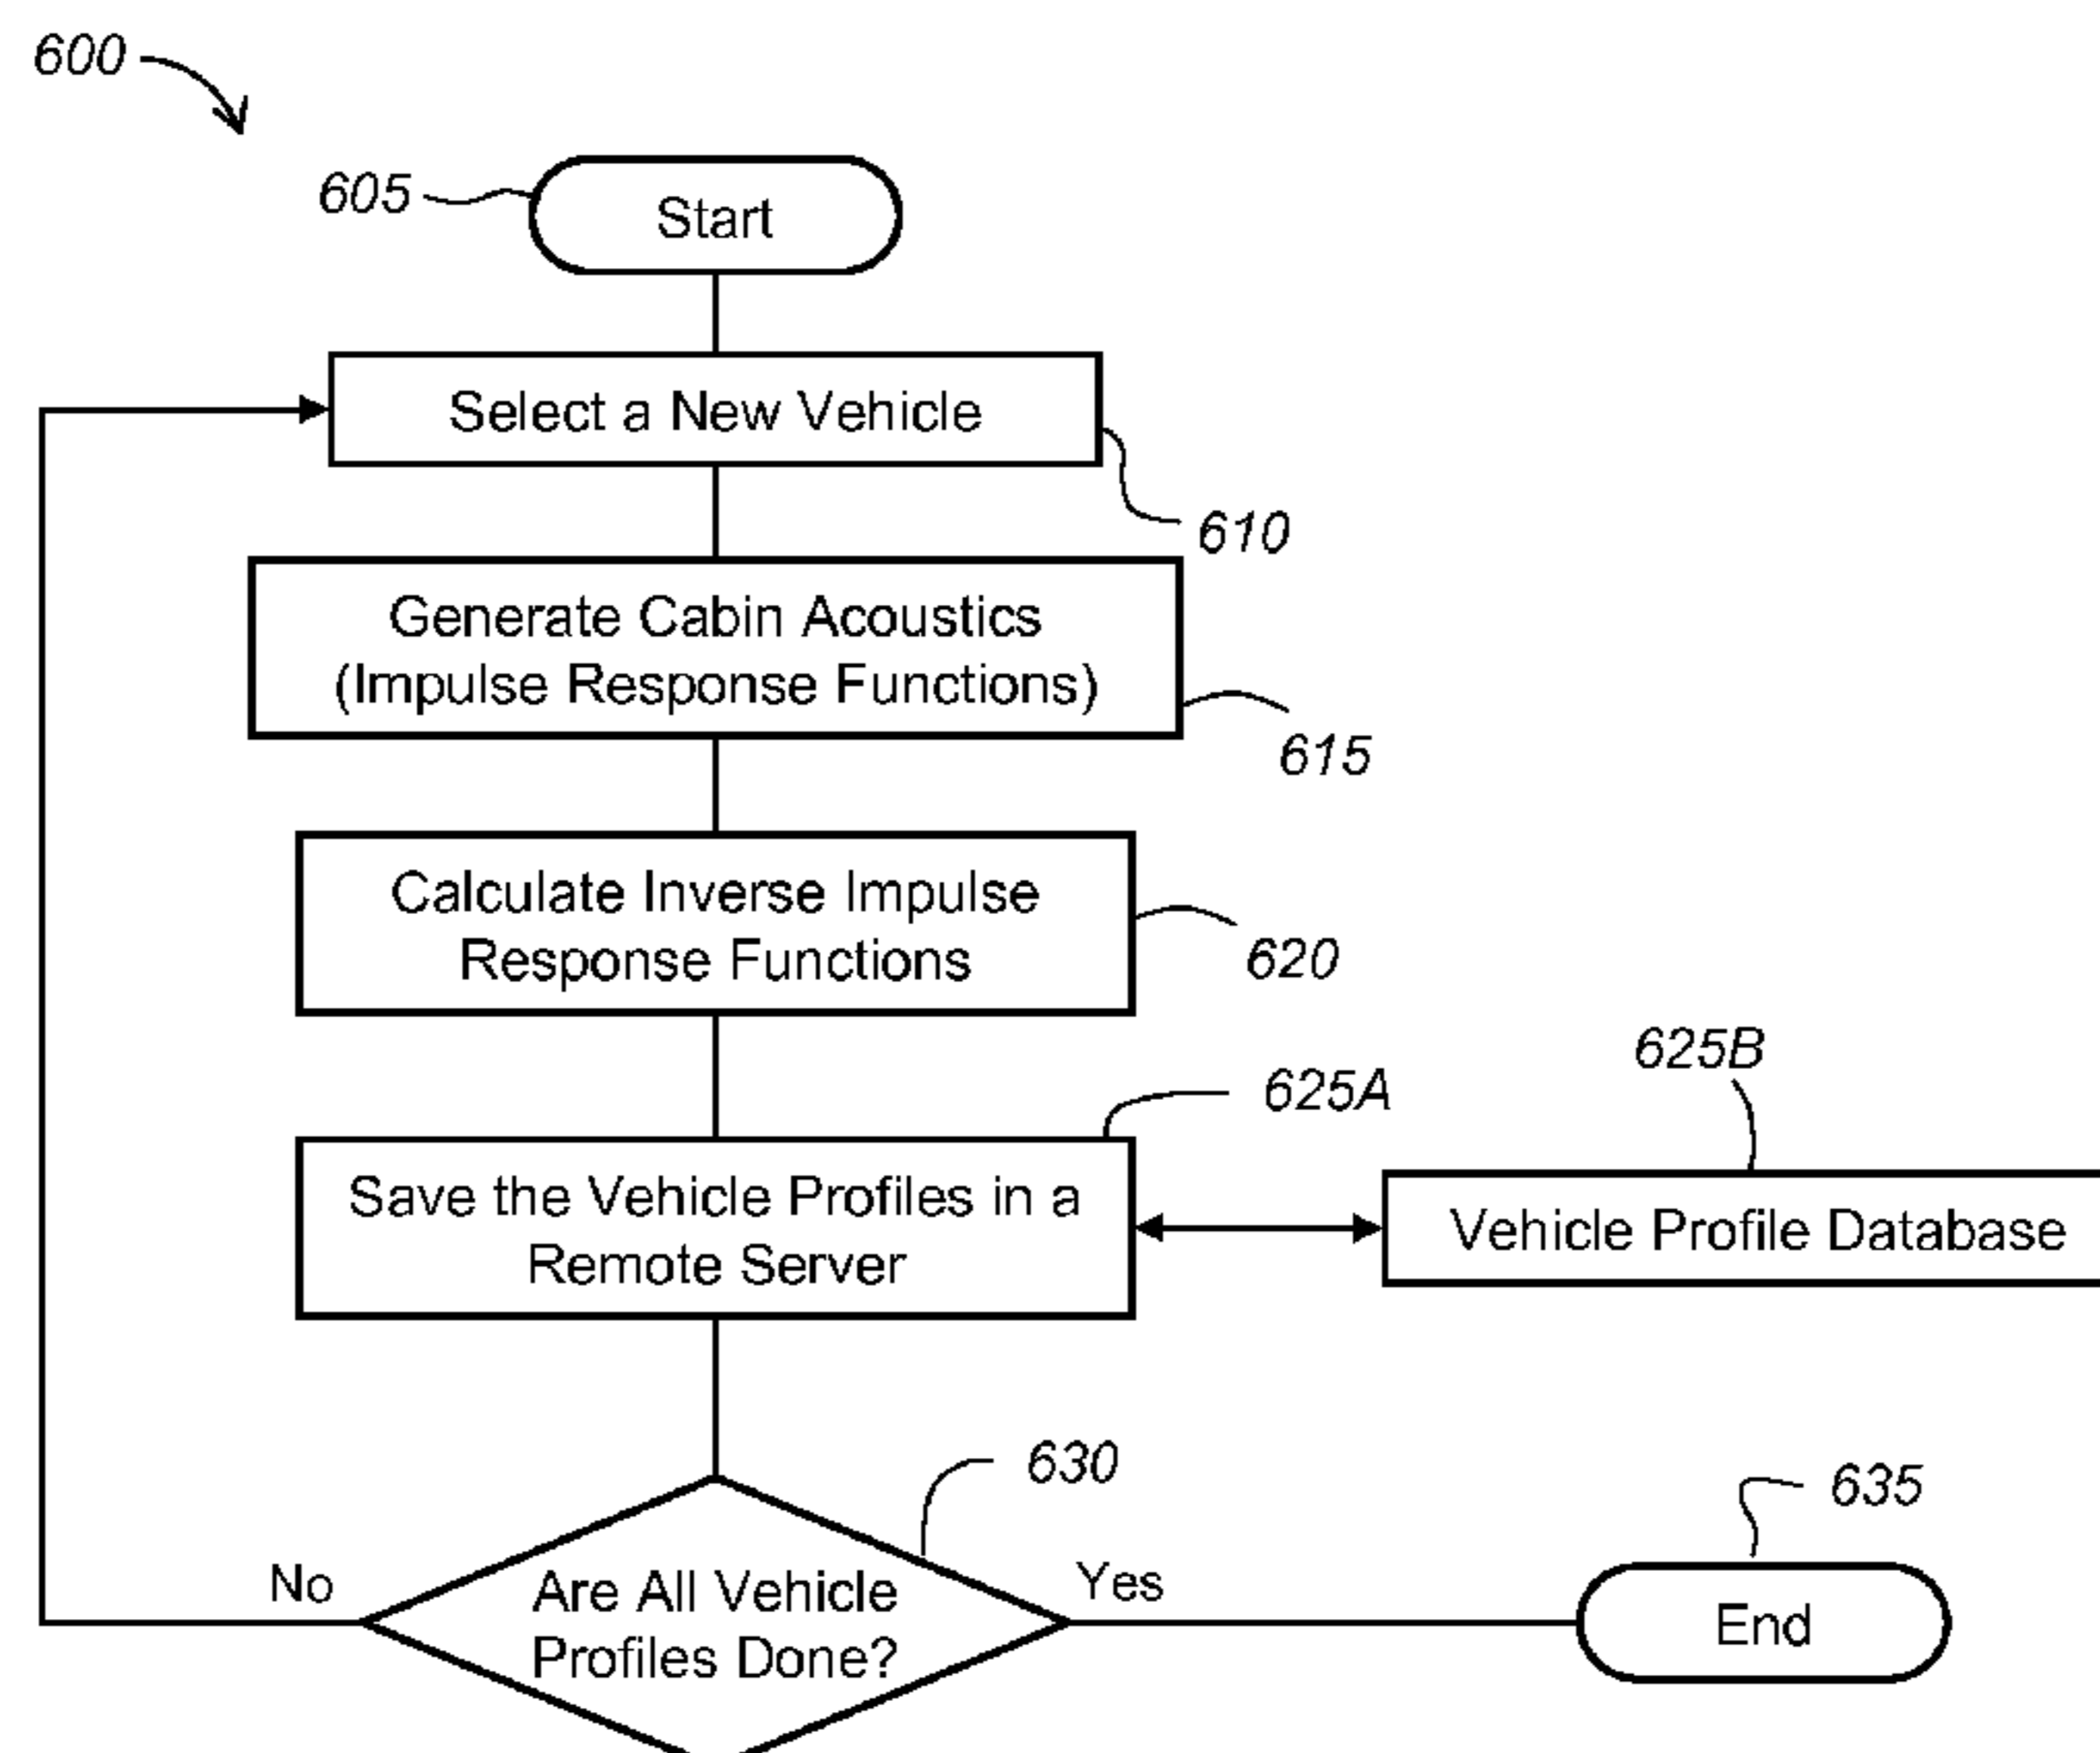 600
605
Start
Select a New Vehicle
610
Generate Cabin Acoustics
(Impulse Response Functions)
615
Calculate Inverse Impulse
Response Functions
620
625A
625B
Save the Vehicle Profiles in a
Remote Server
Vehicle Profile Database
630
635
No
Are All Vehicle
Profiles Done?
Yes
End